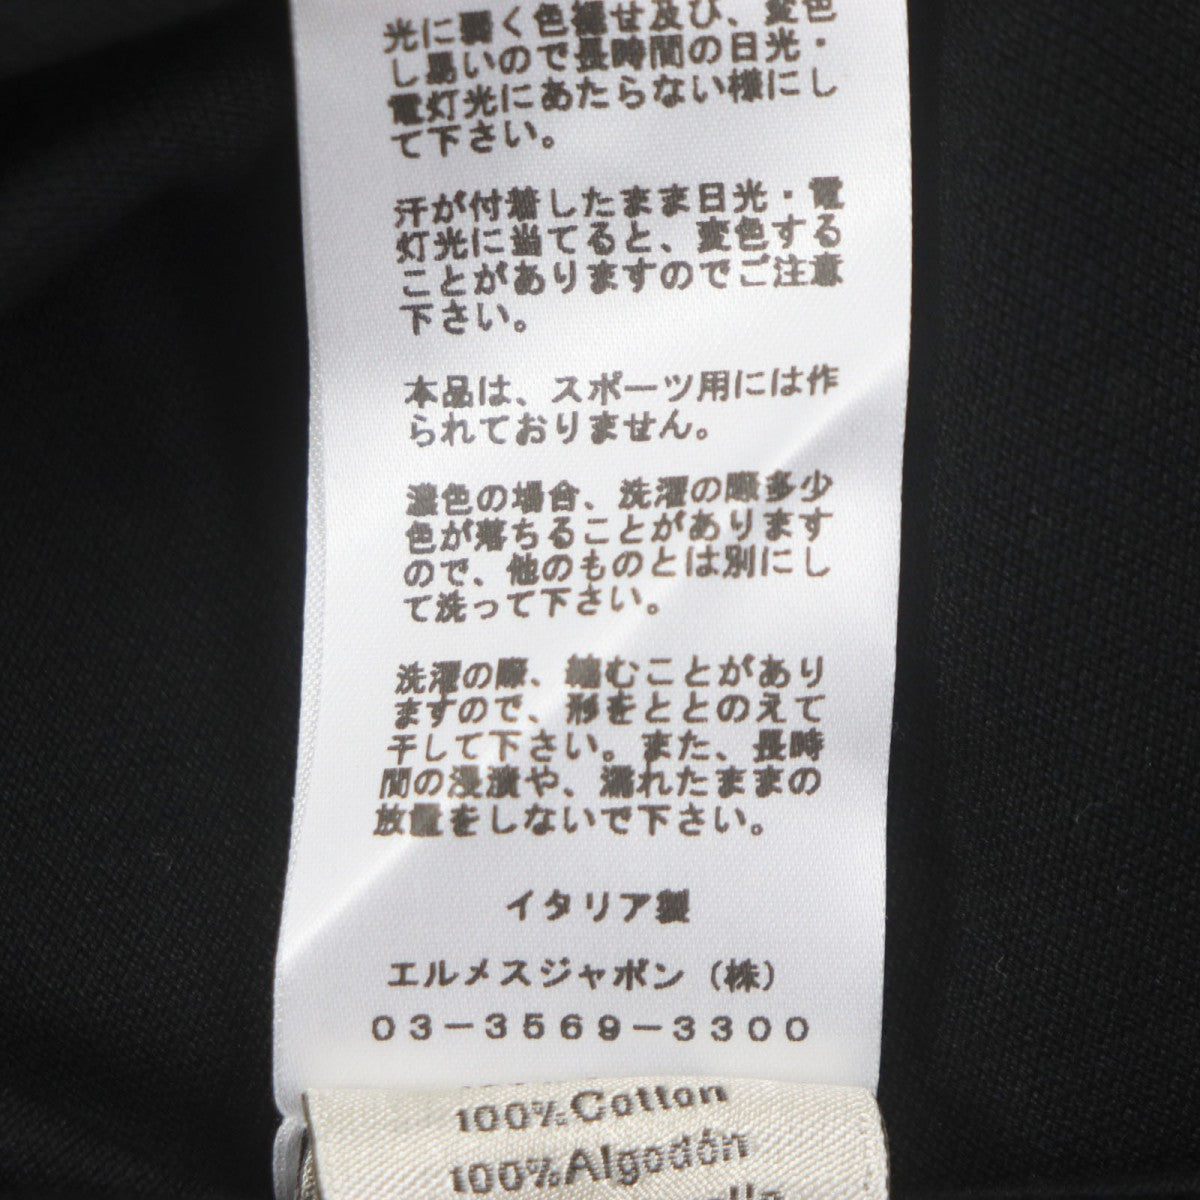 光に弱く色褪せ及び、変色
し易いので長時間の日光・
電灯光にあたらない様にし
て下さい。
汗が付着したまま日光・電
灯光に当てると、変色する
ことがありますのでご注意
下さい。
本品は、スポーツ用には作
られておりません。
濃色の場合、洗濯の際多少
色が落ちることがあります
ので、他のものとは別にし
て洗って下さい。
洗濯の際、縮むことがあり
ますので、形をととのえて
干して下さい。また、長時
間の浸漬や、濡れたままの
放置をしないで下さい。
イタリア製
エルメスジャポン（株）
03-3569-3300
100%Cotton
100%Algodón